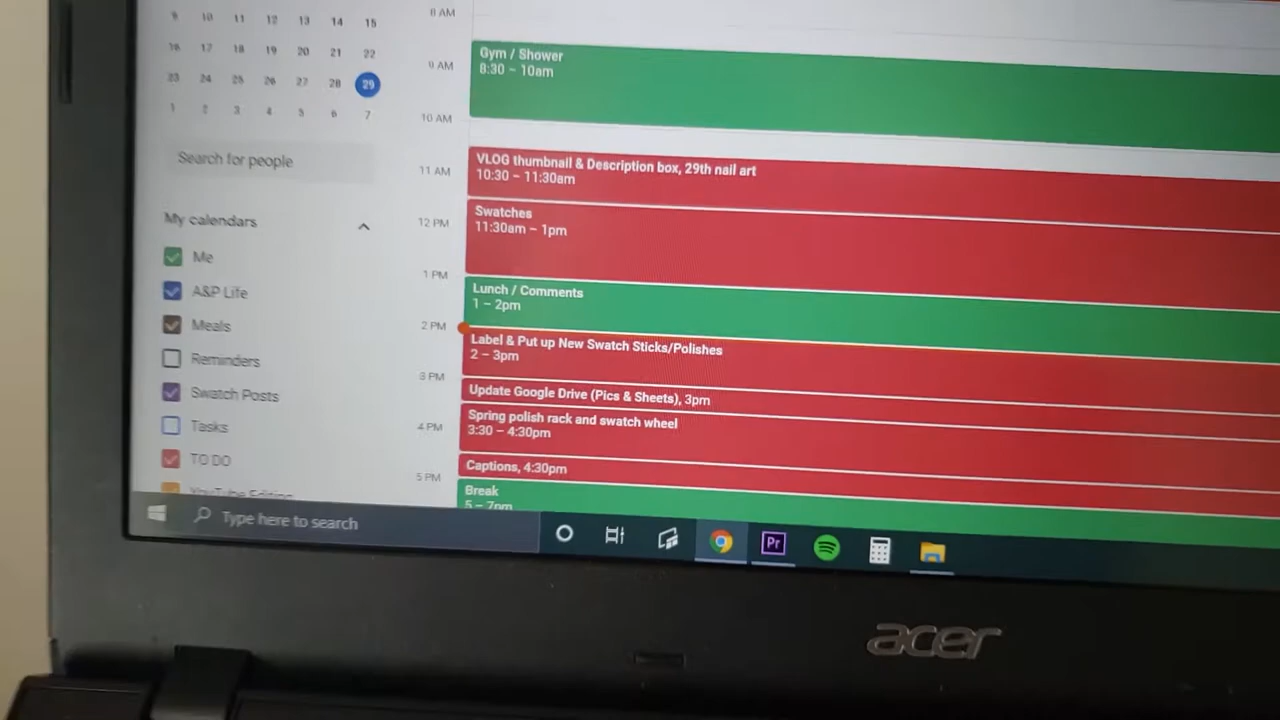 9 10 11 12 13 14 15
16 17 18 19 20 21 22
23 24 25 26 27 28 29
1 2 3 4 5 6 7
Search for people
My calendars
Me
A&P Life
Meals
Reminders
Swatch Posts
Tasks
TO DO
YouTube Editing
8 AM
9 AM
10 AM
11 AM
12 PM
1 PM
2 PM
3 PM
4 PM
5 PM
Gym / Shower
8:30 – 10am
VLOG thumbnail & Description box, 29th nail art
10:30 – 11:30am
Swatches
11:30am – 1pm
Lunch / Comments
1 – 2pm
Label & Put up New Swatch Sticks/Polishes
2 – 3pm
Update Google Drive (Pics & Sheets), 3pm
Spring polish rack and swatch wheel
3:30 – 4:30pm
Captions, 4:30pm
Break
5 – 7pm
Type here to search
Pr
acer